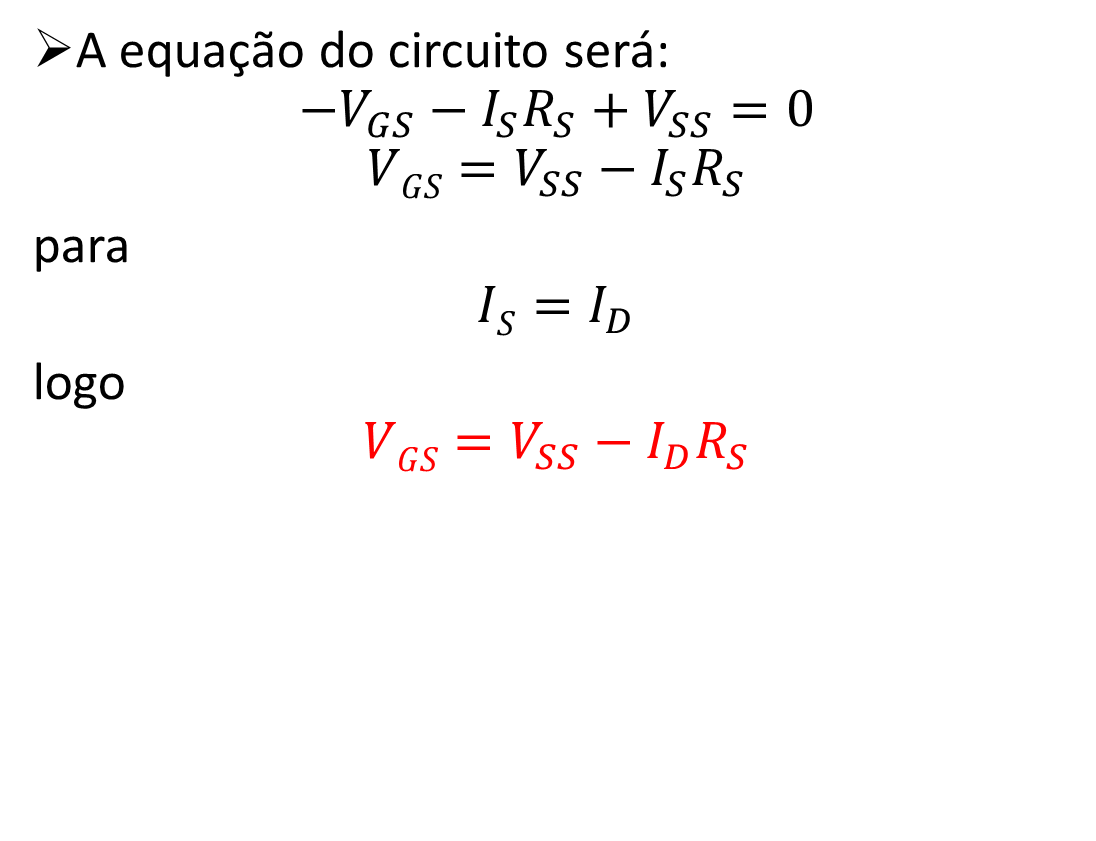 ➢A equação do circuito será:
−V_GS − I_S R_S + V_SS = 0
V_GS = V_SS − I_S R_S
para
I_S = I_D
logo
V_GS = V_SS − I_D R_S